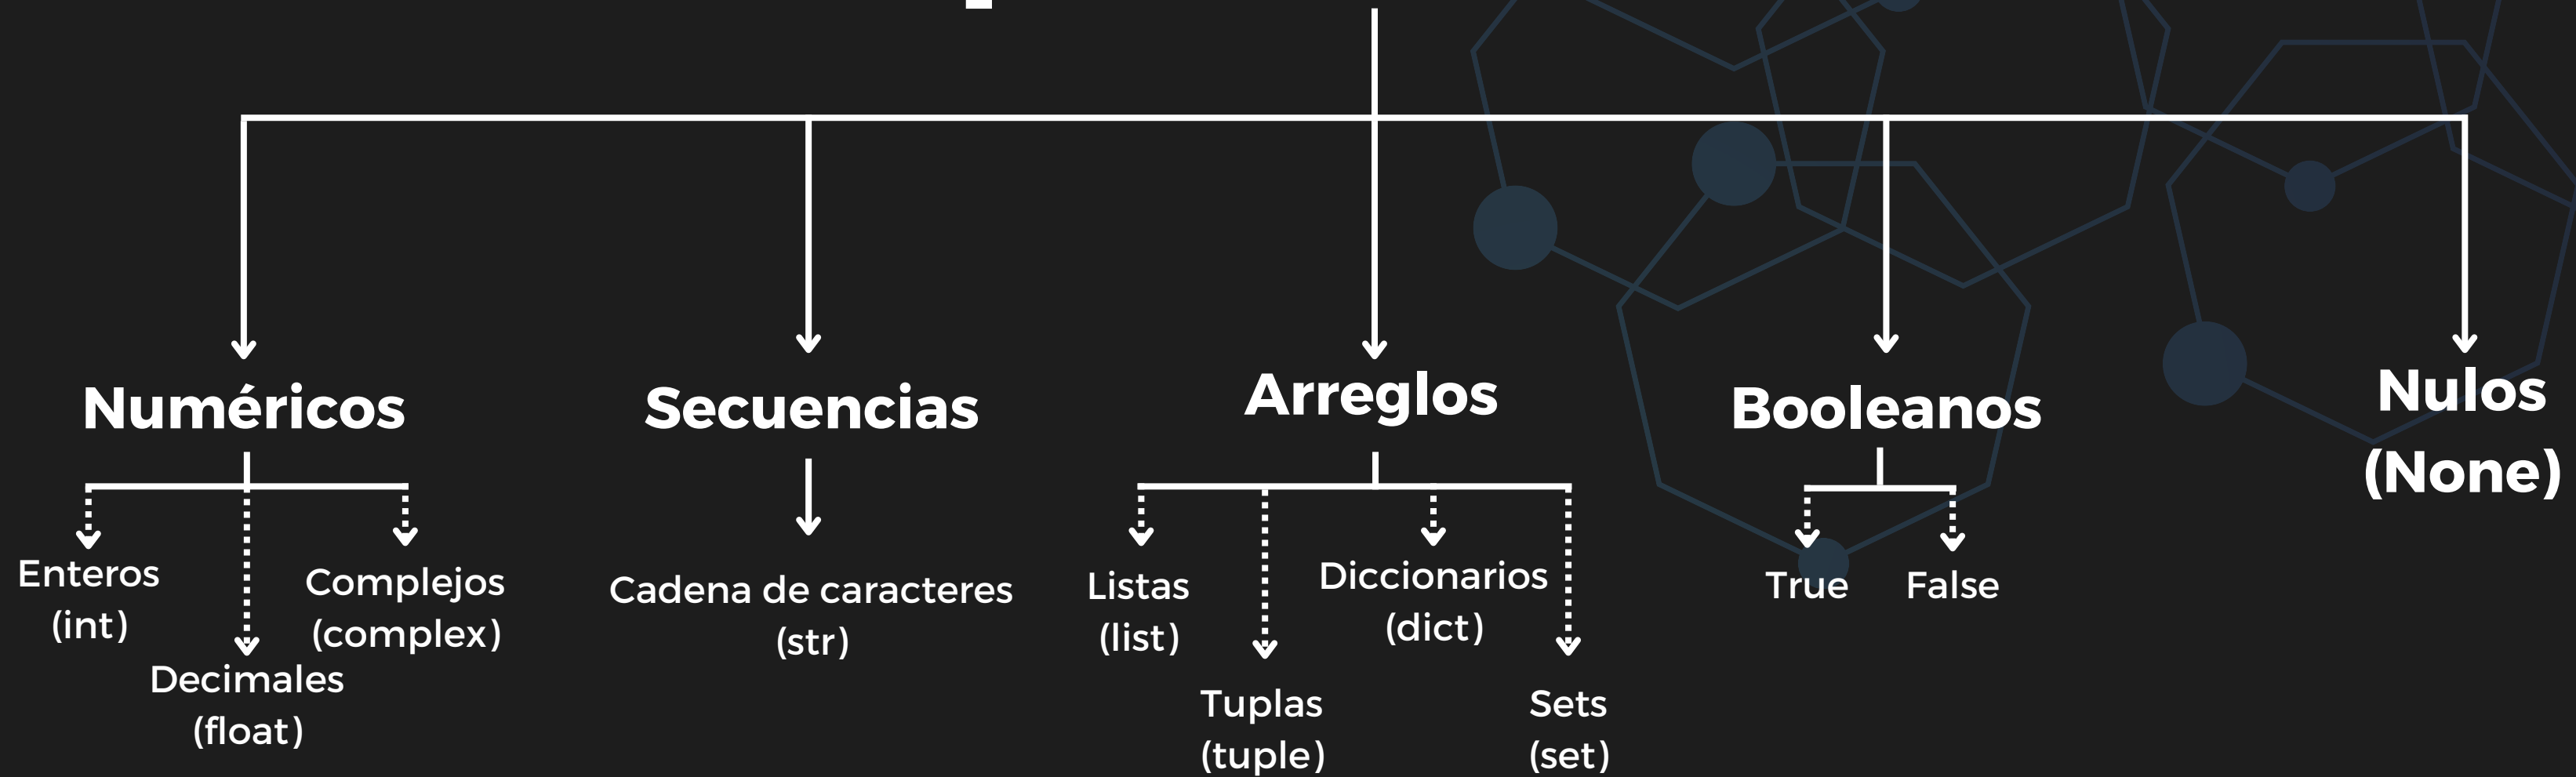 Numéricos
Secuencias
Arreglos
Booleanos
Nulos
(None)
Enteros
(int)
Decimales
(float)
Complejos
(complex)
Cadena de caracteres
(str)
Listas
(list)
Tuplas
(tuple)
Diccionarios
(dict)
Sets
(set)
True
False